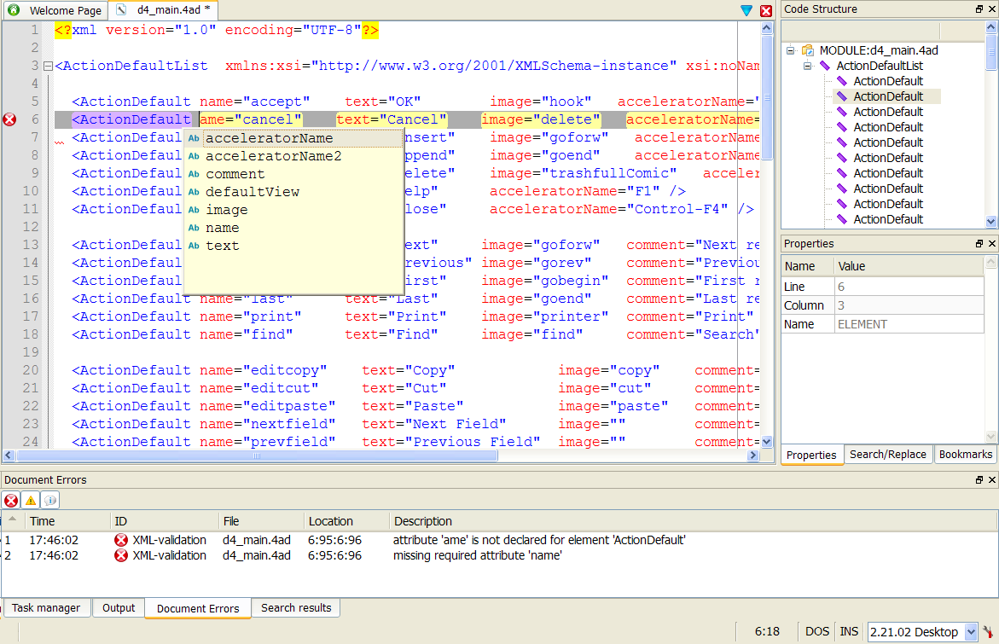 Welcome Page
d4_main.4ad *
1 <?xml version="1.0" encoding="UTF-8"?>
2
3 <ActionDefaultList xmlns:xsi="http://www.w3.org/2001/XMLSchema-instance" xsi:noNam
4
5 <ActionDefault name="accept" text="OK" image="hook" acceleratorName="
6 <ActionDefault ame="cancel" text="Cancel" image="delete" acceleratorName=
7 <ActionDefaul nsert" image="goforw" acceleratorName
8 <ActionDefaul ppend" image="goend" acceleratorName
9 <ActionDefaul elete" image="trashfullComic" acceler
10 <ActionDefaul elp" acceleratorName="F1" />
11 <ActionDefaul lose" acceleratorName="Control-F4" />
12
13 <ActionDefaul ext" image="goforw" comment="Next re
14 <ActionDefaul revious" image="gorev" comment="Previou
15 <ActionDefaul irst" image="gobegin" comment="First r
16 <ActionDefault name="last" text="Last" image="goend" comment="Last re
17 <ActionDefault name="print" text="Print" image="printer" comment="Print"
18 <ActionDefault name="find" text="Find" image="find" comment="Search"
19
20 <ActionDefault name="editcopy" text="Copy" image="copy" comment=
21 <ActionDefault name="editcut" text="Cut" image="cut" comment=
22 <ActionDefault name="editpaste" text="Paste" image="paste" comment=
23 <ActionDefault name="nextfield" text="Next Field" image="" comment=
24 <ActionDefault name="prevfield" text="Previous Field" image="" comment=
Ab acceleratorName
Ab acceleratorName2
Ab comment
Ab defaultView
Ab image
Ab name
Ab text
Code Structure
MODULE:d4_main.4ad
ActionDefaultList
ActionDefault
ActionDefault
ActionDefault
ActionDefault
ActionDefault
ActionDefault
ActionDefault
ActionDefault
ActionDefault
ActionDefault
Properties
Name Value
Line 6
Column 3
Name ELEMENT
Properties Search/Replace Bookmarks
Document Errors
Time ID File Location Description
1 17:46:02 XML-validation d4_main.4ad 6:95:6:96 attribute 'ame' is not declared for element 'ActionDefault'
2 17:46:02 XML-validation d4_main.4ad 6:95:6:96 missing required attribute 'name'
Task manager Output Document Errors Search results
6:18 DOS INS 2.21.02 Desktop